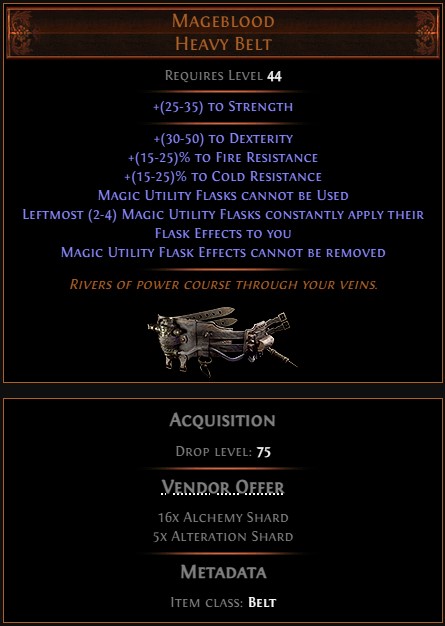 Mageblood
Heavy Belt
Requires Level 44
+(25-35) to Strength
+(30-50) to Dexterity
+(15-25)% to Fire Resistance
+(15-25)% to Cold Resistance
Magic Utility Flasks cannot be Used
Leftmost (2-4) Magic Utility Flasks constantly apply their
Flask Effects to you
Magic Utility Flask Effects cannot be removed
Rivers of power course through your veins.
Acquisition
Drop level: 75
Vendor Offer
16x Alchemy Shard
5x Alteration Shard
Metadata
Item class: Belt